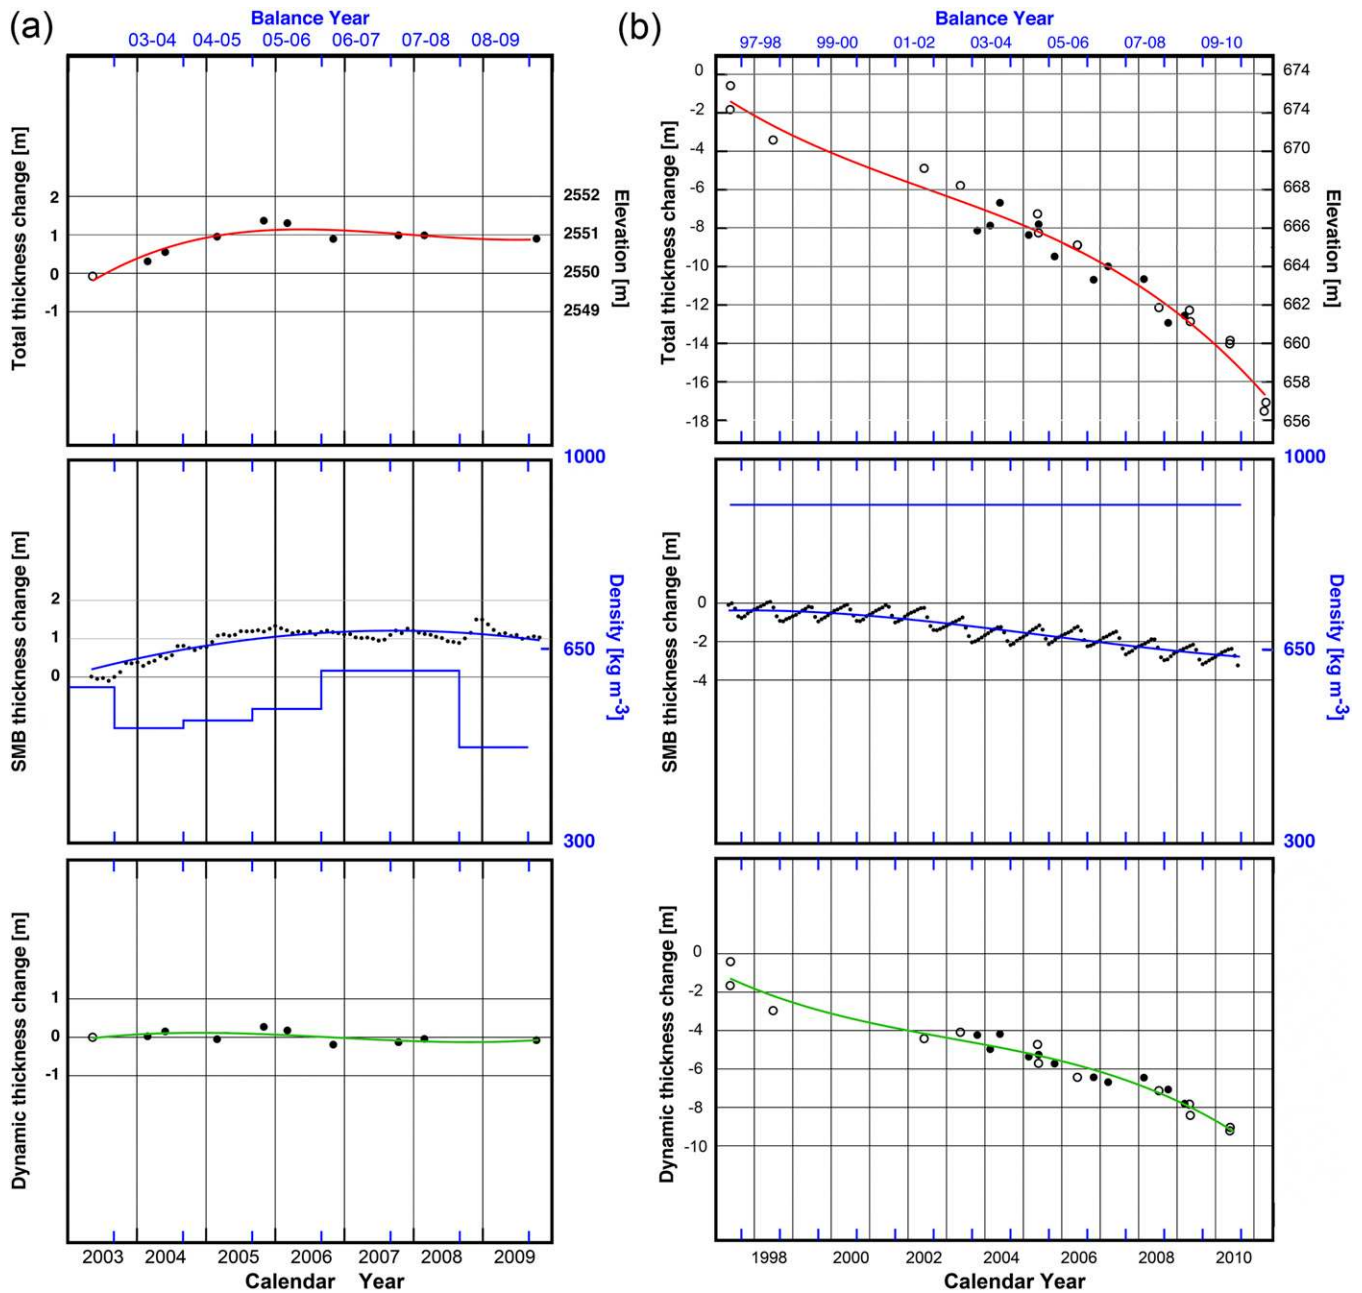 (a)
Balance Year
03-04 04-05 05-06 06-07 07-08 08-09
Total thickness change [m]
2
1
0
-1
2552
2551
2550
2549
Elevation [m]
SMB thickness change [m]
2
1
0
1000
650
300
Density [kg m-3]
Dynamic thickness change [m]
1
0
-1
2003 2004 2005 2006 2007 2008 2009
Calendar Year
(b)
Balance Year
97-98 99-00 01-02 03-04 05-06 07-08 09-10
Total thickness change [m]
0
-2
-4
-6
-8
-10
-12
-14
-16
-18
674
674
670
668
666
664
662
660
658
656
Elevation [m]
SMB thickness change [m]
0
-2
-4
1000
650
300
Density [kg m-3]
Dynamic thickness change [m]
0
-2
-4
-6
-8
-10
1998 2000 2002 2004 2006 2008 2010
Calendar Year